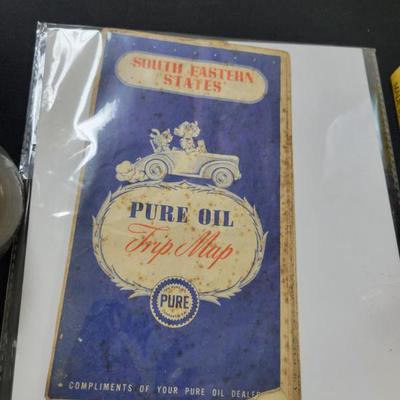 SOUTH EASTERN
STATES
PURE OIL
Trip Map
PURE
COMPLIMENTS OF YOUR PURE OIL DEALER